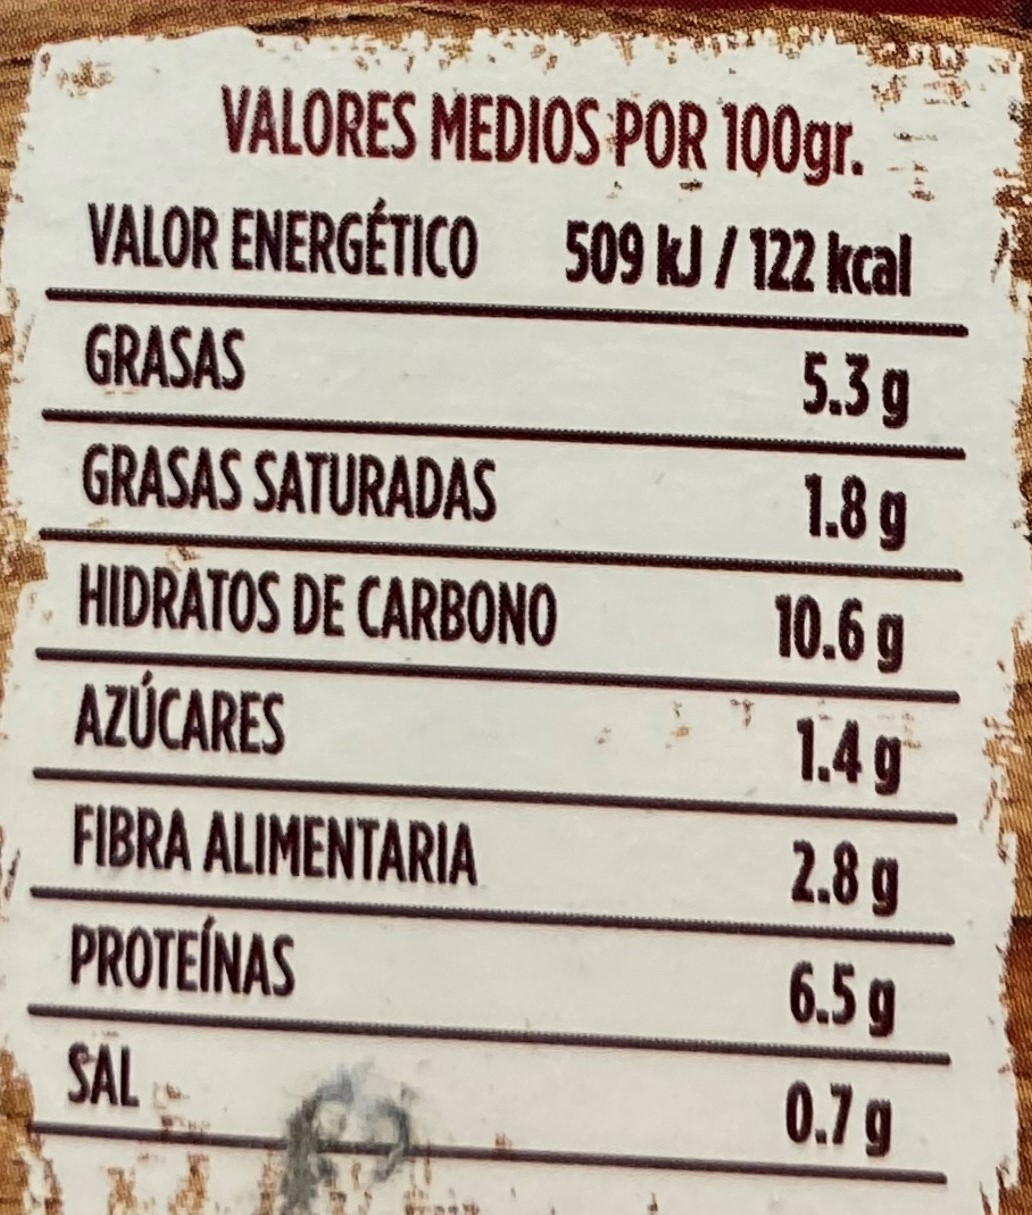 VALORES MEDIOS POR 100gr.
VALOR ENERGÉTICO 509 kJ / 122 kcal
GRASAS 5.3 g
GRASAS SATURADAS 1.8 g
HIDRATOS DE CARBONO 10.6 g
AZÚCARES 1.4 g
FIBRA ALIMENTARIA 2.8 g
PROTEÍNAS 6.5 g
SAL 0.7 g